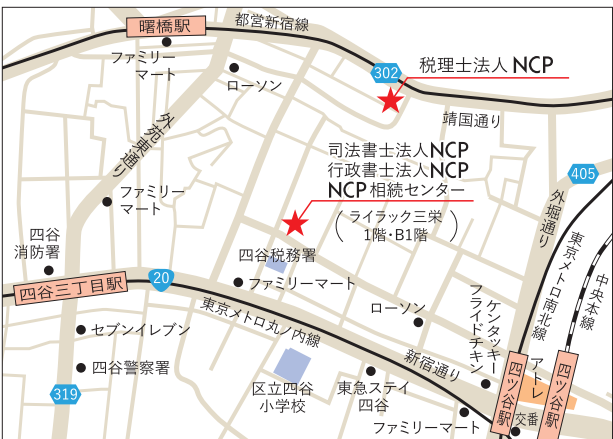 曙橋駅
都営新宿線
ファミリー
マート
ローソン
302
税理士法人NCP
靖国通り
外苑東通り
司法書士法人NCP
行政書士法人NCP
NCP相続センター
(ライラック三栄
1階・B1階)
405
外堀通り
ファミリー
マート
四谷
消防署
四谷税務署
東京メトロ南北線
中央本線
四谷三丁目駅
20
ファミリーマート
東京メトロ丸ノ内線
ローソン
ケンタッキー
フライドチキン
セブンイレブン
新宿通り
四谷警察署
319
区立四谷
小学校
東急ステイ
四谷
アトレ
四ツ谷駅
四ツ谷駅
交番
ファミリーマート